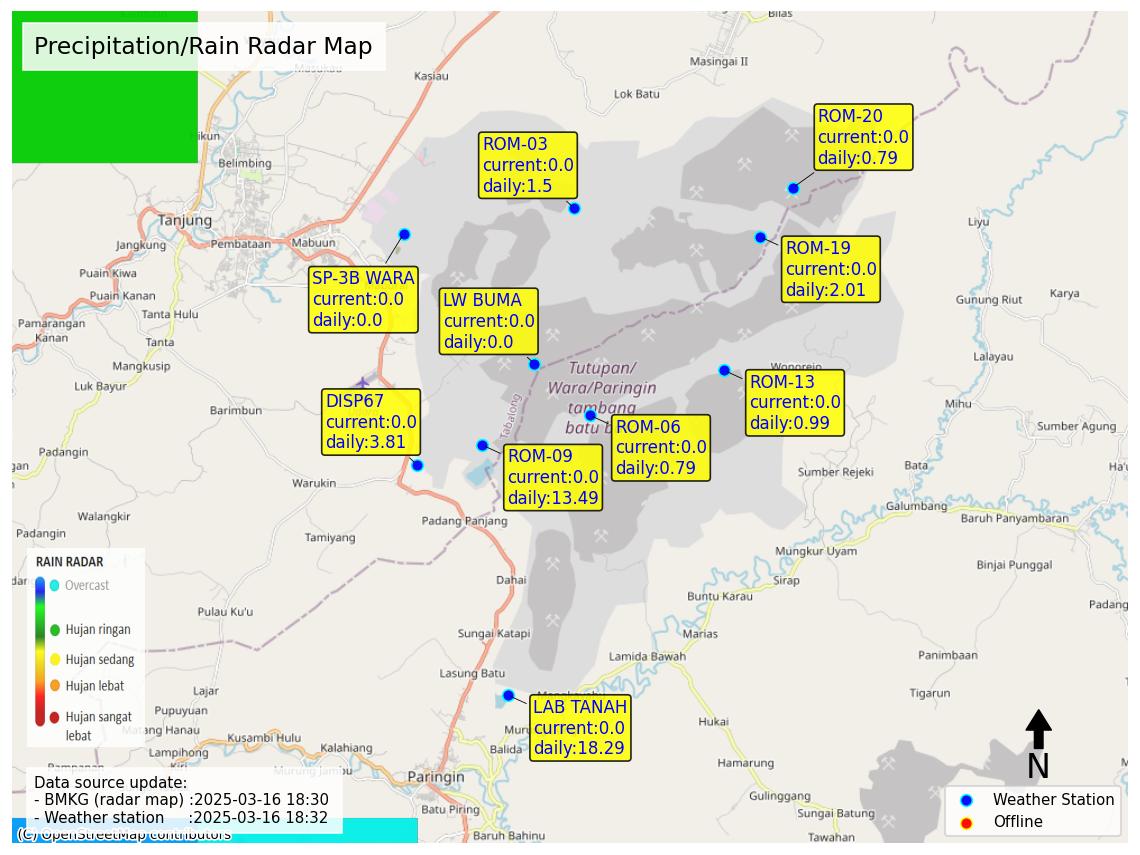 Precipitation/Rain Radar Map
Bilas
Masingai II
Kasiau
Lok Batu
Hikun
Belimbing
ROM-20
current:0.0
daily:0.79
ROM-03
current:0.0
daily:1.5
Tanjung
Jangkung
Pembataan
Mabuun
Liyu
ROM-19
current:0.0
daily:2.01
SP-3B WARA
current:0.0
daily:0.0
LW BUMA
current:0.0
daily:0.0
Puain Kiwa
Puain Kanan
Tanta Hulu
Pamarangan
Kanan
Tanta
Mangkusip
Luk Bayur
Gunung Riut
Karya
Lalayau
Wonorejo
Tutupan/
Wara/Paringin
tambang
batu
Tabalong
ROM-13
current:0.0
daily:0.99
DISP67
current:0.0
daily:3.81
ROM-06
current:0.0
daily:0.79
ROM-09
current:0.0
daily:13.49
Barimbun
Mihu
Sumber Agung
Padangin
Bata
Sumber Rejeki
Warukin
Galumbang
Walangkir
Padangin
Padang Panjang
Baruh Panyambaran
Tamiyang
Mungkur Uyam
Binjai Punggal
Dahai
Sirap
Buntu Karau
Padang
Pulau Ku'u
Sungai Katapi
Marias
Lamida Bawah
Panimbaan
Lasung Batu
Tigarun
RAIN RADAR
Overcast
Hujan ringan
Hujan sedang
Hujan lebat
Hujan sangat
lebat
Lajar
Pupuyuan
Matang Hanau
Kusambi Hulu
Lampihong
Kalahiang
Murung Jambu
LAB TANAH
current:0.0
daily:18.29
Balida
Hukai
Hamarung
Paringin
Batu Piring
Baruh Bahinu
Gulinggang
Sungai Batung
Tawahan
N
Data source update:
- BMKG (radar map) :2025-03-16 18:30
- Weather station :2025-03-16 18:32
(C) OpenStreetMap contributors
Weather Station
Offline